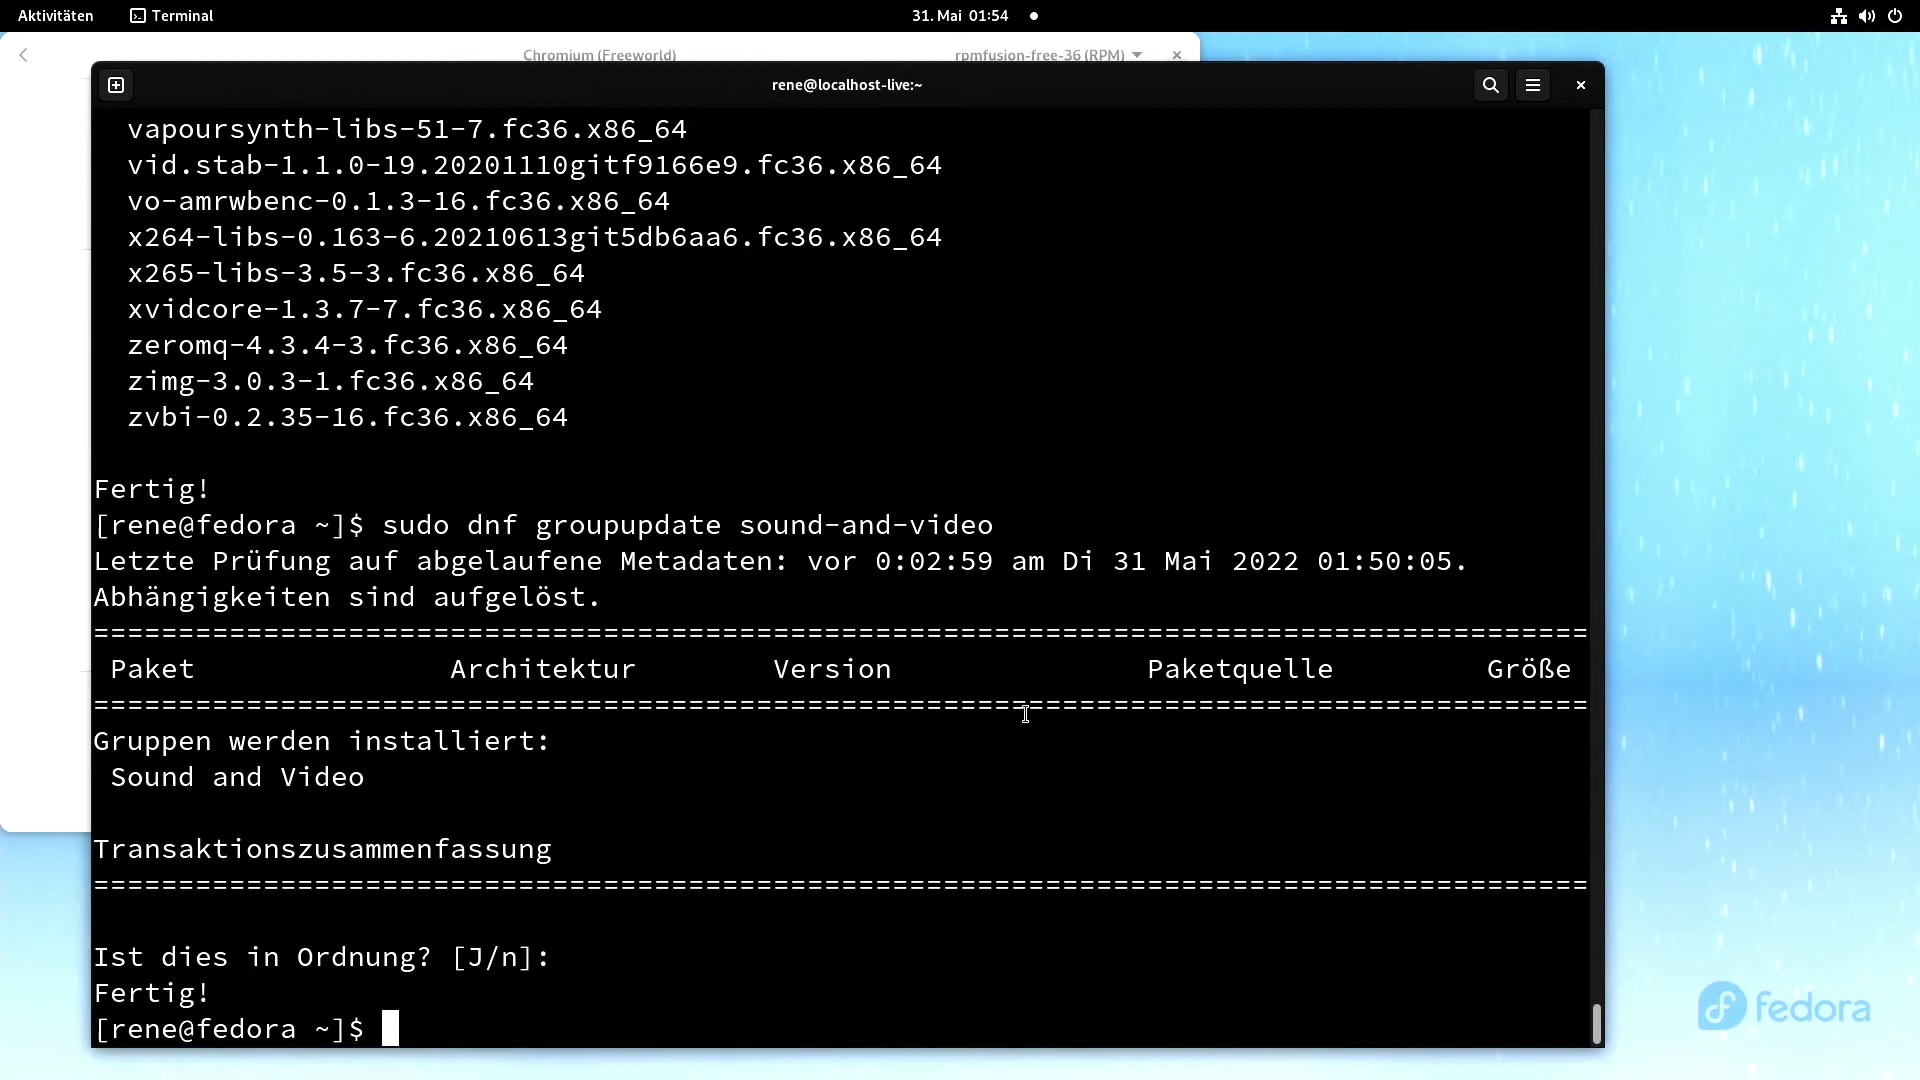 Aktivitäten
Terminal
31. Mai 01:54
Chromium (Freeworld)
rpmfusion-free-36 (RPM)
rene@localhost-live:~
vapoursynth-libs-51-7.fc36.x86_64
vid.stab-1.1.0-19.20201110gitf9166e9.fc36.x86_64
vo-amrwbenc-0.1.3-16.fc36.x86_64
x264-libs-0.163-6.20210613git5db6aa6.fc36.x86_64
x265-libs-3.5-3.fc36.x86_64
xvidcore-1.3.7-7.fc36.x86_64
zeromq-4.3.4-3.fc36.x86_64
zimg-3.0.3-1.fc36.x86_64
zvbi-0.2.35-16.fc36.x86_64
Fertig!
[rene@fedora ~]$ sudo dnf groupupdate sound-and-video
Letzte Prüfung auf abgelaufene Metadaten: vor 0:02:59 am Di 31 Mai 2022 01:50:05.
Abhängigkeiten sind aufgelöst.
========================================================================================
Paket Architektur Version Paketquelle Größe
========================================================================================
Gruppen werden installiert:
Sound and Video
Transaktionszusammenfassung
========================================================================================
Ist dies in Ordnung? [J/n]:
Fertig!
[rene@fedora ~]$
fedora